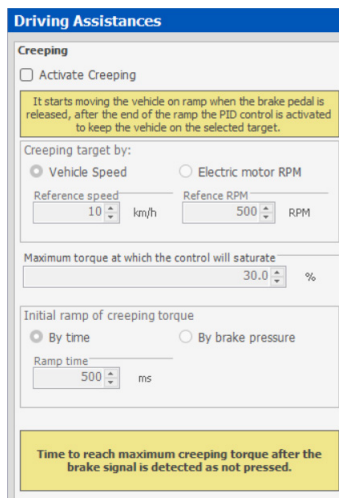 Driving Assistances
Creeping
Activate Creeping
It starts moving the vehicle on ramp when the brake pedal is
released, after the end of the ramp the PID control is activated
to keep the vehicle on the selected target.
Creeping target by:
Vehicle Speed Electric motor RPM
Reference speed Refence RPM
10 km/h 500 RPM
Maximum torque at which the control will saturate
30.0 %
Initial ramp of creeping torque
By time By brake pressure
Ramp time
500 ms
Time to reach maximum creeping torque after the
brake signal is detected as not pressed.